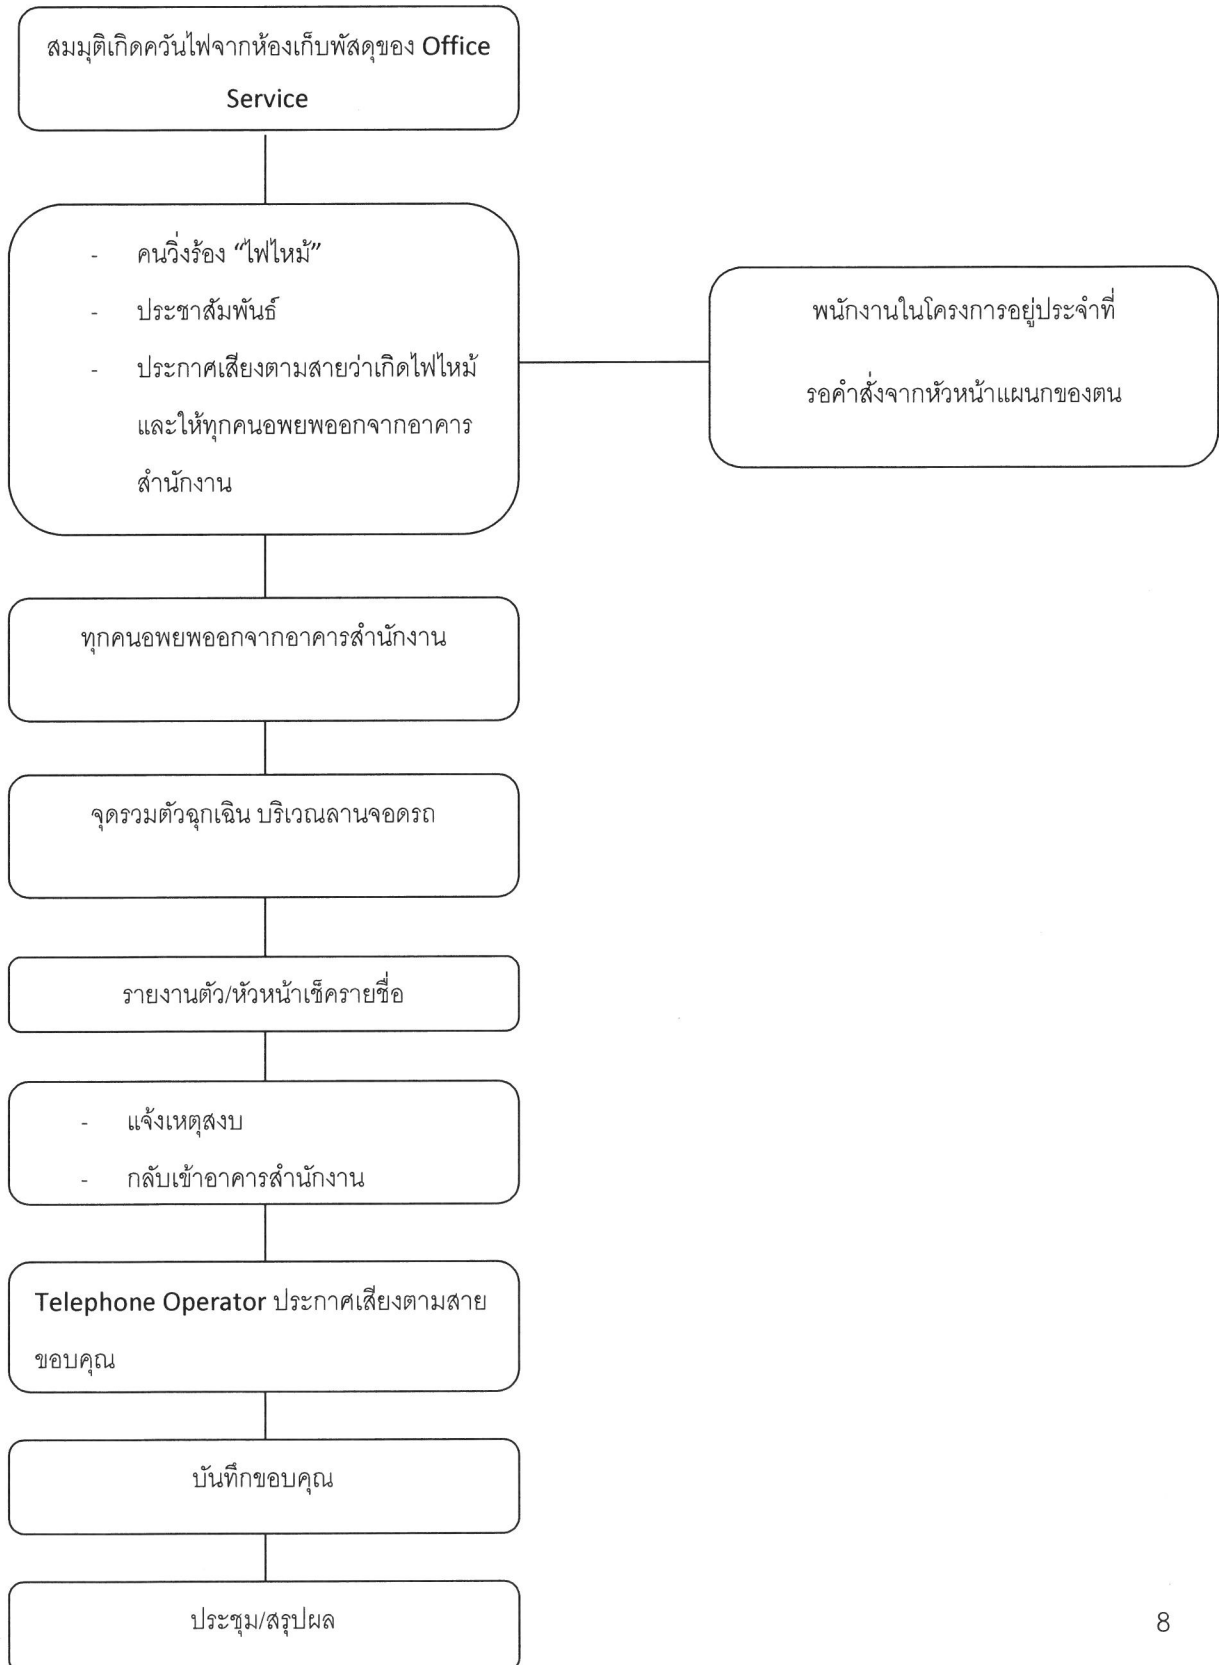 สมมุติเกิดควันไฟจากห้องเก็บพัสดุของ Office
Service
- คนวิ่งร้อง “ไฟไหม้”
- ประชาสัมพันธ์
- ประกาศเสียงตามสายว่าเกิดไฟไหม้
และให้ทุกคนอพยพออกจากอาคาร
สำนักงาน
พนักงานในโครงการอยู่ประจำที่
รอคำสั่งจากหัวหน้าแผนกของตน
ทุกคนอพยพออกจากอาคารสำนักงาน
จุดรวมตัวฉุกเฉิน บริเวณลานจอดรถ
รายงานตัว/หัวหน้าเช็ครายชื่อ
- แจ้งเหตุสงบ
- กลับเข้าอาคารสำนักงาน
Telephone Operator ประกาศเสียงตามสาย
ขอบคุณ
บันทึกขอบคุณ
ประชุม/สรุปผล
8